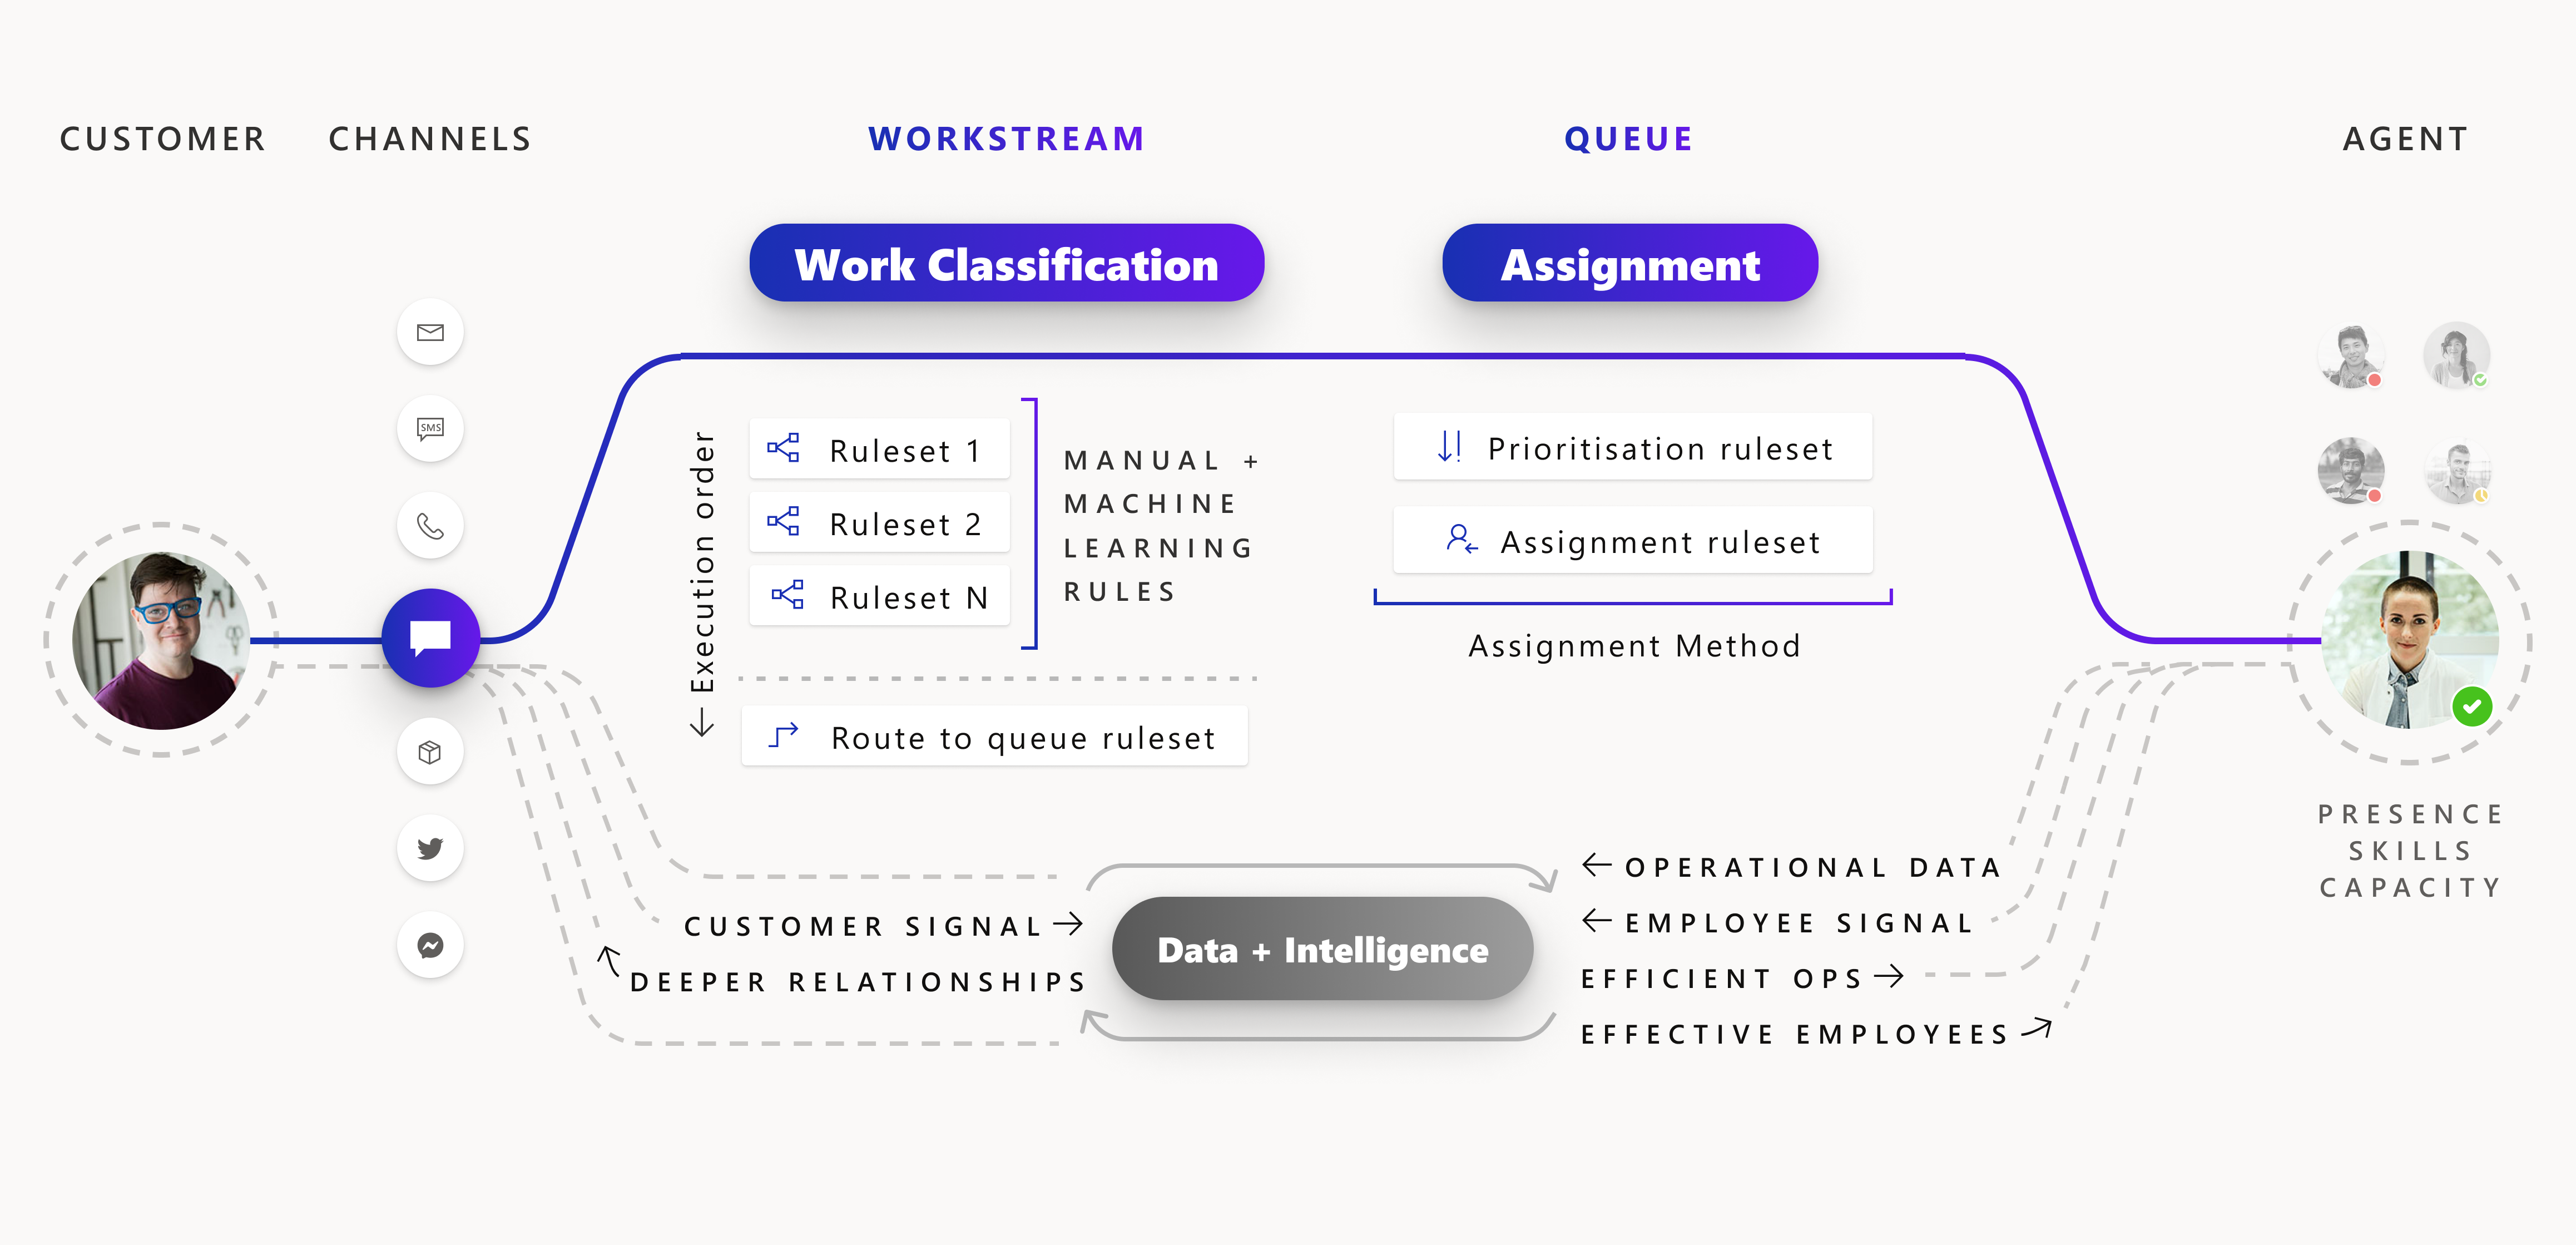 CUSTOMER
CHANNELS
WORKSTREAM
QUEUE
AGENT
Work Classification
Assignment
SMS
Execution order
Ruleset 1
Ruleset 2
Ruleset N
MANUAL +
MACHINE
LEARNING
RULES
Route to queue ruleset
Prioritisation ruleset
Assignment ruleset
Assignment Method
PRESENCE
SKILLS
CAPACITY
CUSTOMER SIGNAL
DEEPER RELATIONSHIPS
Data + Intelligence
OPERATIONAL DATA
EMPLOYEE SIGNAL
EFFICIENT OPS
EFFECTIVE EMPLOYEES